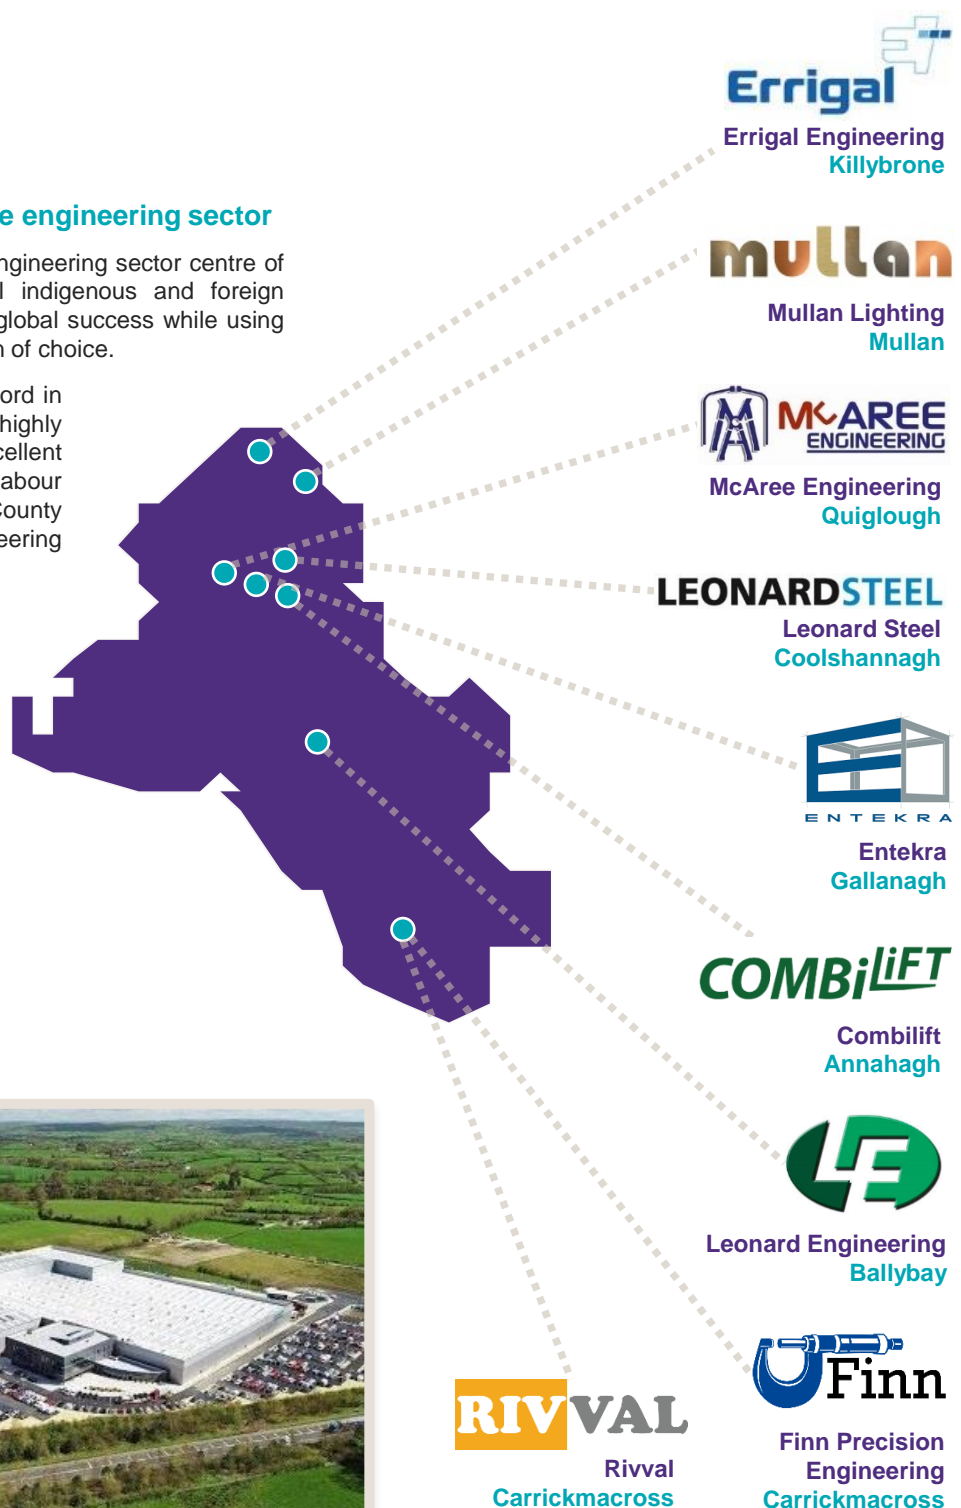 e engineering sector
ngineering sector centre of
l indigenous and foreign
global success while using
n of choice.
ord in
highly
cellent
abour
County
eering
Errigal
Errigal Engineering
Killybrone
mullan
Mullan Lighting
Mullan
McAREE
ENGINEERING
McAree Engineering
Quiglough
LEONARDSTEEL
Leonard Steel
Coolshannagh
ENTEKRA
Entekra
Gallanagh
COMBiLiFT
Combilift
Annahagh
LE
Leonard Engineering
Ballybay
Finn
Finn Precision
Engineering
Carrickmacross
RIVVAL
Rivval
Carrickmacross